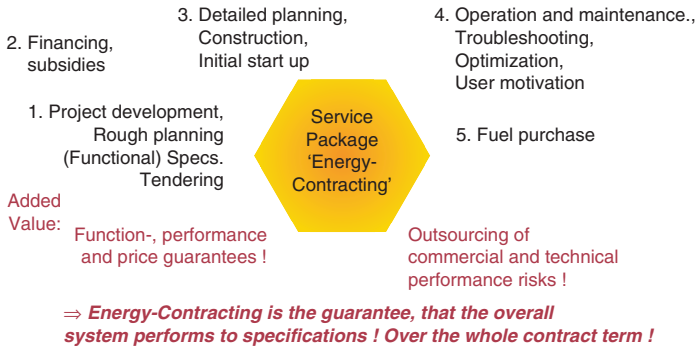 1. Project development,
Rough planning
(Functional) Specs.
Tendering
2. Financing,
subsidies
3. Detailed planning,
Construction,
Initial start up
4. Operation and maintenance.,
Troubleshooting,
Optimization,
User motivation
5. Fuel purchase
Service
Package
‘Energy-
Contracting’
Added
Value:
Function-, performance
and price guarantees !
Outsourcing of
commercial and technical
performance risks !
⇒ Energy-Contracting is the guarantee, that the overall
system performs to specifications ! Over the whole contract term !